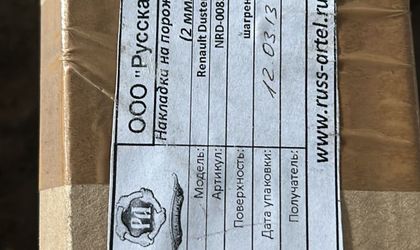 ООО "Русска
Накладки на порож
(2 мм
Модель: Renault Duster
Артикул: NRD-008
Поверхность: шагрен
Дата упаковки: 12.03.13
Получатель:
www.russ-artel.ru